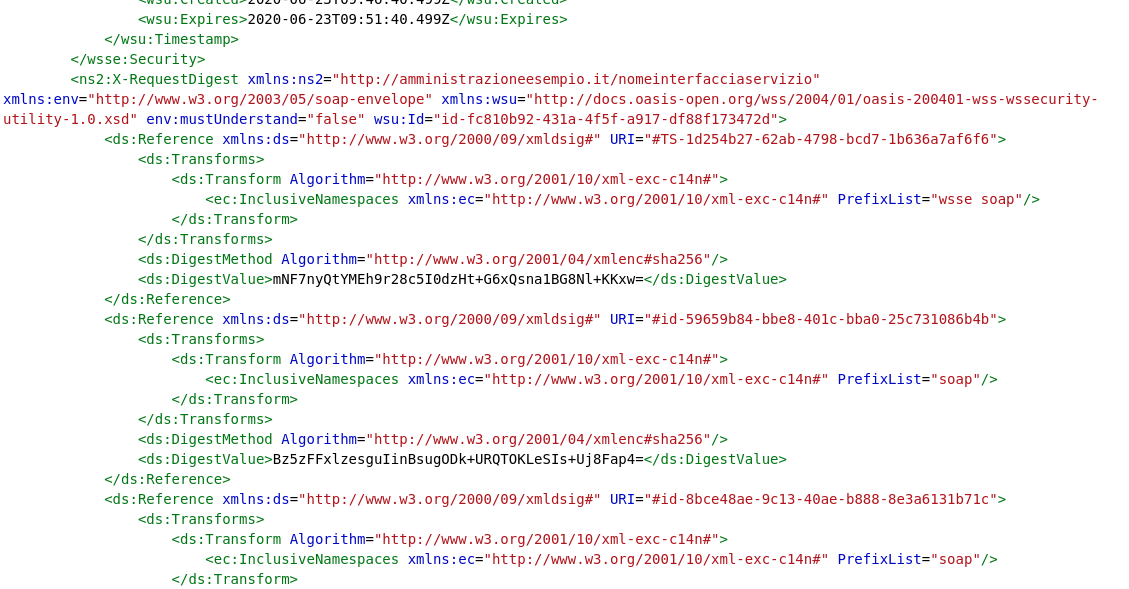 <wsu:Created>2020-06-23T09:46:40.499Z</wsu:Created>
<wsu:Expires>2020-06-23T09:51:40.499Z</wsu:Expires>
</wsu:Timestamp>
</wsse:Security>
<ns2:X-RequestDigest xmlns:ns2="http://amministrazioneesempio.it/nomeinterfacciaservizio"
xmlns:env="http://www.w3.org/2003/05/soap-envelope" xmlns:wsu="http://docs.oasis-open.org/wss/2004/01/oasis-200401-wss-wssecurity-
utility-1.0.xsd" env:mustUnderstand="false" wsu:Id="id-fc810b92-431a-4f5f-a917-df88f173472d">
<ds:Reference xmlns:ds="http://www.w3.org/2000/09/xmldsig#" URI="#TS-1d254b27-62ab-4798-bcd7-1b636a7af6f6">
<ds:Transforms>
<ds:Transform Algorithm="http://www.w3.org/2001/10/xml-exc-c14n#">
<ec:InclusiveNamespaces xmlns:ec="http://www.w3.org/2001/10/xml-exc-c14n#" PrefixList="wsse soap"/>
</ds:Transform>
</ds:Transforms>
<ds:DigestMethod Algorithm="http://www.w3.org/2001/04/xmlenc#sha256"/>
<ds:DigestValue>mNF7nyQtYMEh9r28c5I0dzHt+G6xQsna1BG8Nl+KKxw=</ds:DigestValue>
</ds:Reference>
<ds:Reference xmlns:ds="http://www.w3.org/2000/09/xmldsig#" URI="#id-59659b84-bbe8-401c-bba0-25c731086b4b">
<ds:Transforms>
<ds:Transform Algorithm="http://www.w3.org/2001/10/xml-exc-c14n#">
<ec:InclusiveNamespaces xmlns:ec="http://www.w3.org/2001/10/xml-exc-c14n#" PrefixList="soap"/>
</ds:Transform>
</ds:Transforms>
<ds:DigestMethod Algorithm="http://www.w3.org/2001/04/xmlenc#sha256"/>
<ds:DigestValue>Bz5zFFxlzesguIinBsugODk+URQTOKLeSIs+Uj8Fap4=</ds:DigestValue>
</ds:Reference>
<ds:Reference xmlns:ds="http://www.w3.org/2000/09/xmldsig#" URI="#id-8bce48ae-9c13-40ae-b888-8e3a6131b71c">
<ds:Transforms>
<ds:Transform Algorithm="http://www.w3.org/2001/10/xml-exc-c14n#">
<ec:InclusiveNamespaces xmlns:ec="http://www.w3.org/2001/10/xml-exc-c14n#" PrefixList="soap"/>
</ds:Transform>